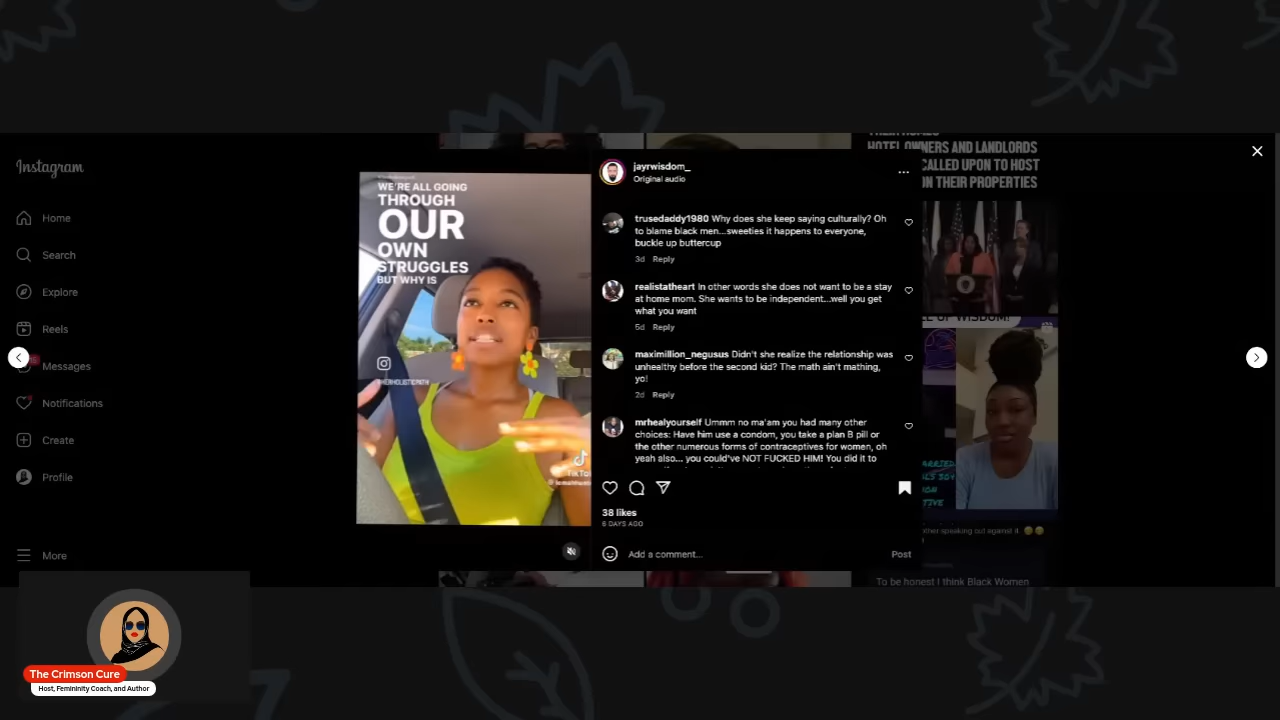 Instagram
Home
Search
Explore
Reels
Messages
Notifications
Create
Profile
More
WE'RE ALL GOING
THROUGH
OUR
OWN
STRUGGLES
BUT WHY IS
jayrwisdom_
Original audio
trusedaddy1980 Why does she keep saying culturally? Oh
to blame black men...sweeties it happens to everyone,
buckle up buttercup
3d Reply
realistatheart In other words she does not want to be a stay
at home mom. She wants to be independent...well you get
what you want
5d Reply
maximillion_negusus Didn't she realize the relationship was
unhealthy before the second kid? The math ain't mathing,
yo!
2d Reply
mrhealyourself Ummm no ma'am you had many other
choices: Have him use a condom, you take a plan B pill or
the other numerous forms of contraceptives for women, oh
yeah also... you could've NOT FUCKED HIM! You did it to
38 likes
6 DAYS AGO
Add a comment...
Post
HOTEL OWNERS AND LANDLORDS
CALLED UPON TO HOST
ON THEIR PROPERTIES
OF WISDOM!
speaking out against it
To be honest I think Black Women
TikTok
The Crimson Cure
Host, Femininity Coach, and Author